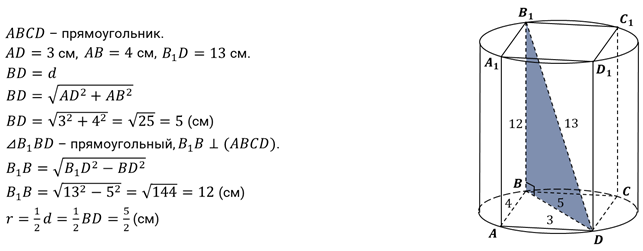 ABCD – прямоугольник.
AD = 3 см, AB = 4 см, B₁D = 13 см.
BD = d
BD = √(AD² + AB²)
BD = √(3² + 4²) = √25 = 5 (см)
⊿B₁BD – прямоугольный, B₁B ⊥ (ABCD).
B₁B = √(B₁D² − BD²)
B₁B = √(13² − 5²) = √144 = 12 (см)
r = ½d = ½BD = 5/2 (см)
B₁
C₁
A₁
D₁
12
13
B
C
4
5
3
A
D